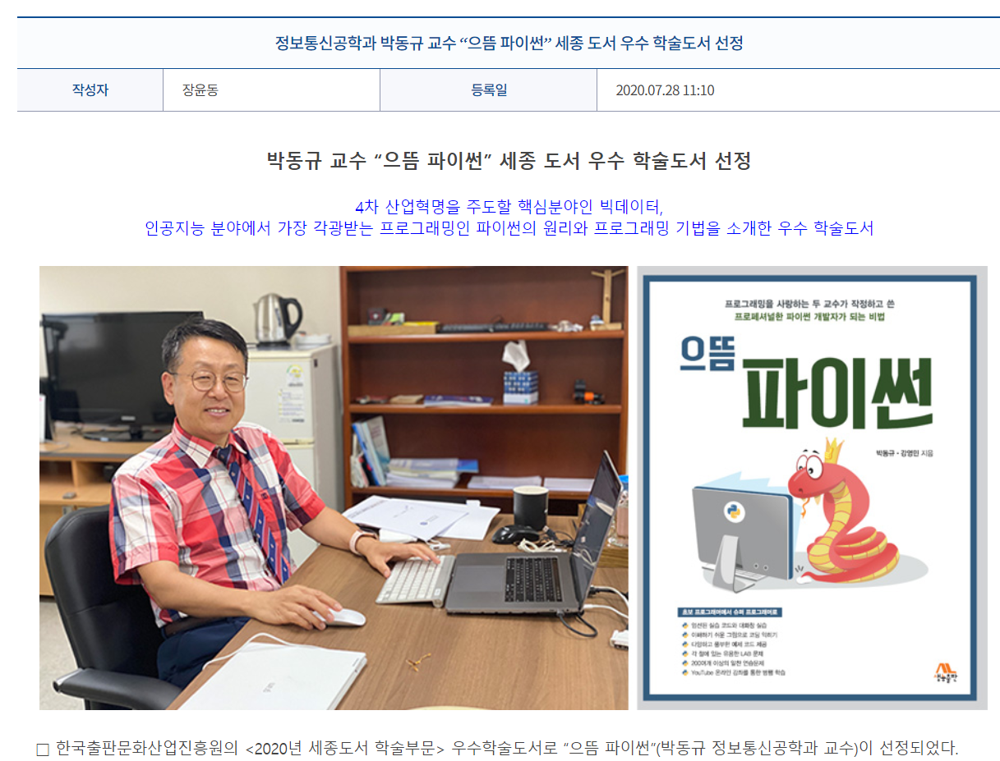 정보통신공학과 박동규 교수 “으뜸 파이썬” 세종 도서 우수 학술도서 선정
작성자 장윤동 등록일 2020.07.28 11:10
박동규 교수 “으뜸 파이썬” 세종 도서 우수 학술도서 선정
4차 산업혁명을 주도할 핵심분야인 빅데이터,
인공지능 분야에서 가장 각광받는 프로그래밍인 파이썬의 원리와 프로그래밍 기법을 소개한 우수 학술도서
프로그래밍을 사랑하는 두 교수가 작정하고 쓴
프로페셔널한 파이썬 개발자가 되는 비법
으뜸
파이썬
박동규・강영민 지음
초보 프로그래머에서 슈퍼 프로그래머로
엄선된 실습 코드와 대화창 실습
이해하기 쉬운 그림으로 코딩 익히기
다양하고 풍부한 예제 코드 제공
각 절에 있는 유용한 LAB 문제
200여개 이상의 알찬 연습문제
YouTube 온라인 강좌를 통한 병행 학습
생능출판
□ 한국출판문화산업진흥원의 <2020년 세종도서 학술부문> 우수학술도서로 “으뜸 파이썬”(박동규 정보통신공학과 교수)이 선정되었다.